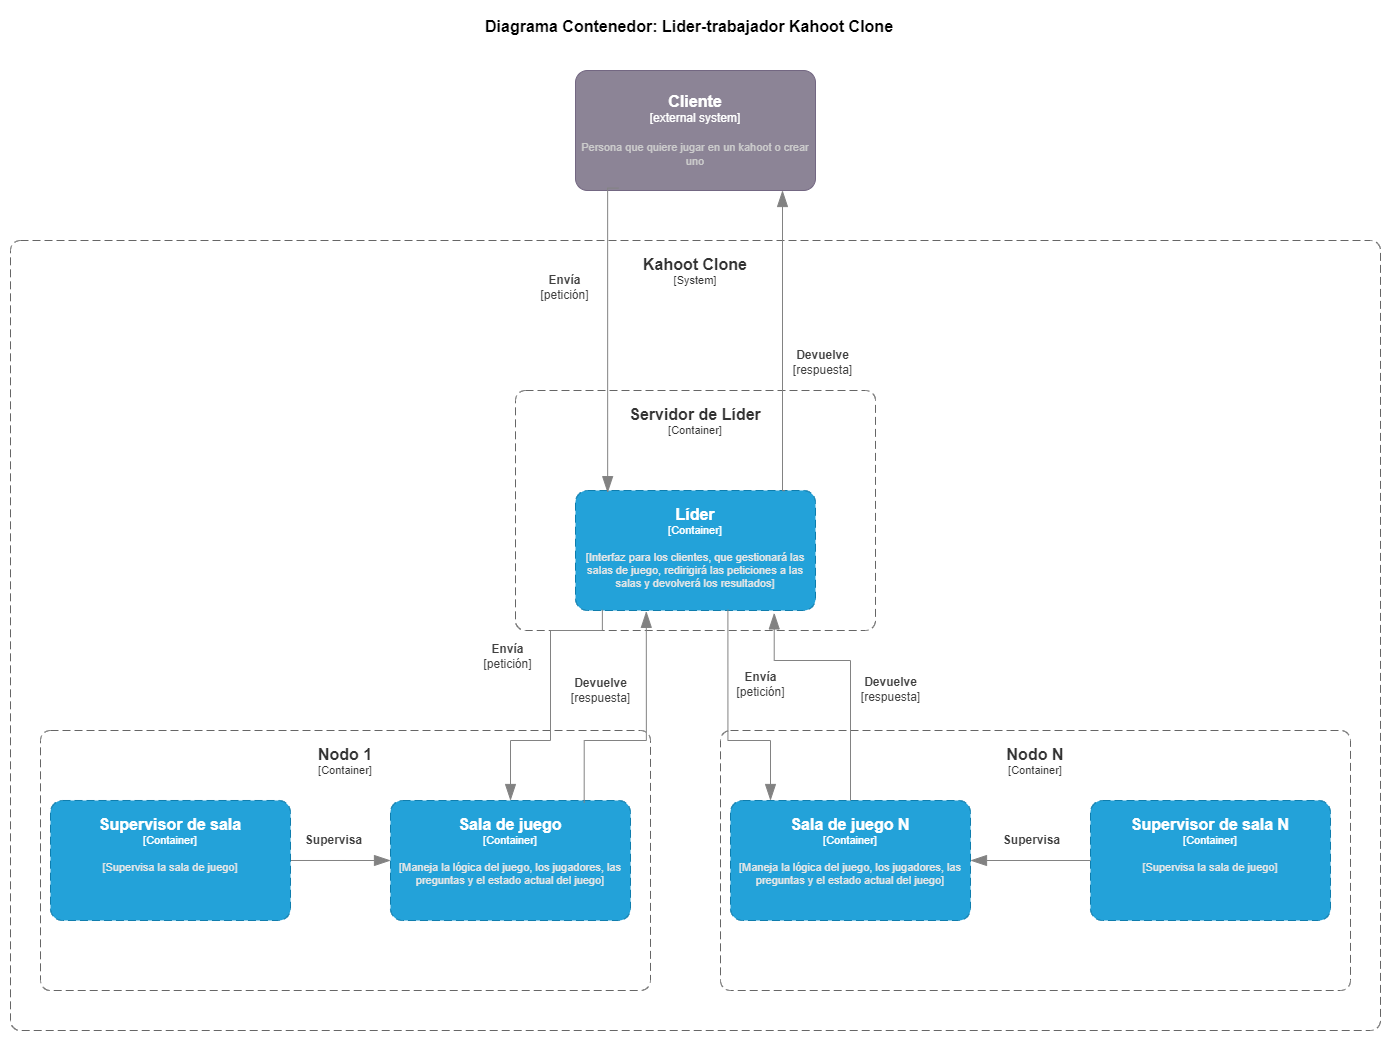 Diagrama Contenedor: Lider-trabajador Kahoot Clone
Cliente
[external system]
Persona que quiere jugar en un kahoot o crear
uno
Kahoot Clone
[System]
Envía
[petición]
Devuelve
[respuesta]
Servidor de Líder
[Container]
Líder
[Container]
[Interfaz para los clientes, que gestionará las
salas de juego, redirigirá las peticiones a las
salas y devolverá los resultados]
Envía
[petición]
Devuelve
[respuesta]
Envía
[petición]
Devuelve
[respuesta]
Nodo 1
[Container]
Supervisor de sala
[Container]
[Supervisa la sala de juego]
Supervisa
Sala de juego
[Container]
[Maneja la lógica del juego, los jugadores, las
preguntas y el estado actual del juego]
Nodo N
[Container]
Sala de juego N
[Container]
[Maneja la lógica del juego, los jugadores, las
preguntas y el estado actual del juego]
Supervisa
Supervisor de sala N
[Container]
[Supervisa la sala de juego]